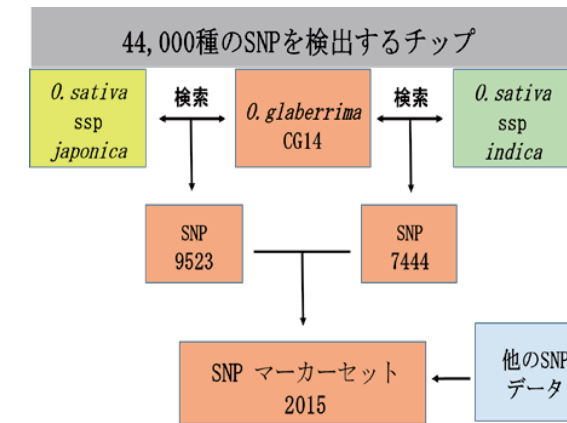 44,000種のSNPを検出するチップ
O.sativa
ssp
japonica
検索
O.glaberrima
CG14
検索
O.sativa
ssp
indica
SNP
9523
SNP
7444
SNP マーカーセット
2015
他のSNP
データ